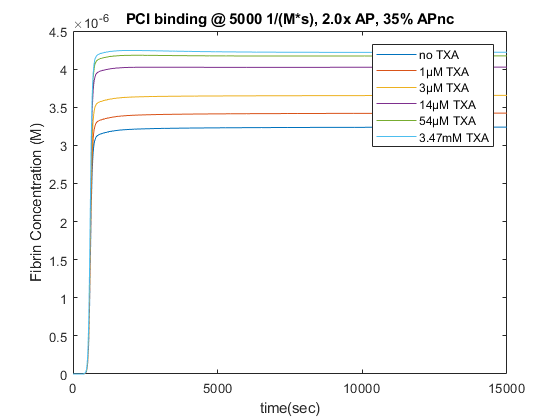 PCI binding @ 5000 1/(M*s), 2.0x AP, 35% APnc
×10⁻⁶
4.5
4
3.5
3
2.5
2
1.5
1
0.5
0
Fibrin Concentration (M)
no TXA
1μM TXA
3μM TXA
14μM TXA
54μM TXA
3.47mM TXA
0
5000
10000
15000
time(sec)